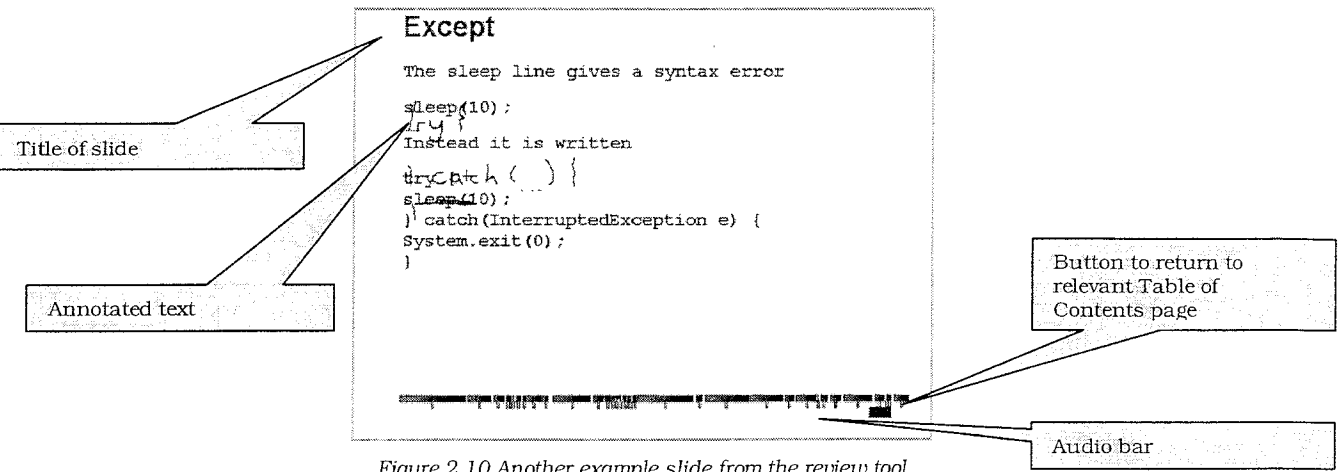 Except
The sleep line gives a syntax error
sleep(10);
try {
Instead it is written
try
catch( ) {
sleep(10);
} catch(InterruptedException e) {
System.exit(0);
}
Title of slide
Annotated text
Button to return to
relevant Table of
Contents page
Audio bar
Figure 2.10 Another example slide from the review tool